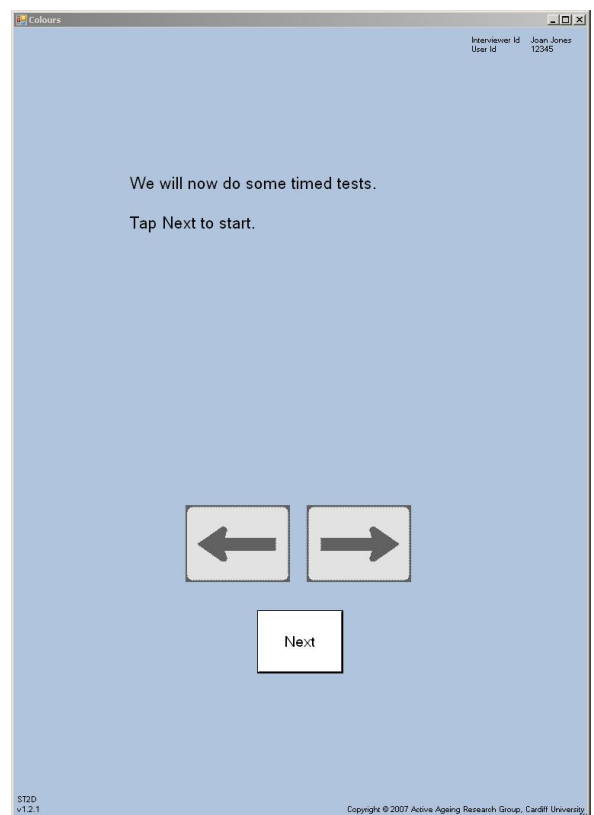 Colours
Interviewer Id Joan Jones
User Id 12345
We will now do some timed tests.
Tap Next to start.
Next
ST2D
v1.2.1
Copyright © 2007 Active Ageing Research Group, Cardiff University